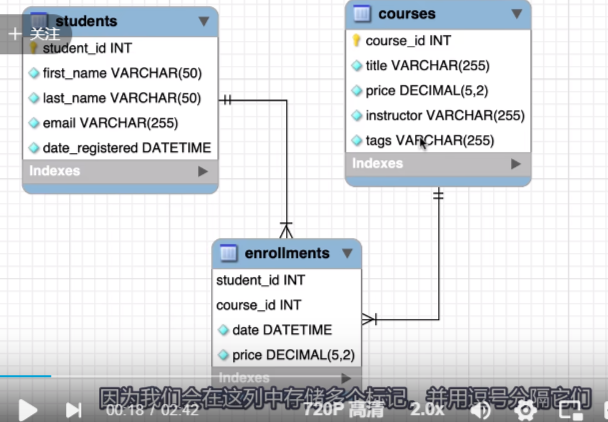 students
关注
student_id INT
first_name VARCHAR(50)
last_name VARCHAR(50)
email VARCHAR(255)
date_registered DATETIME
Indexes
courses
course_id INT
title VARCHAR(255)
price DECIMAL(5,2)
instructor VARCHAR(255)
tags VARCHAR(255)
Indexes
enrollments
student_id INT
course_id INT
date DATETIME
price DECIMAL(5,2)
Indexes
因为我们会在这列中存储多个标记，并用逗号分隔它们
00:18 / 02:42
720P 高清
2.0x